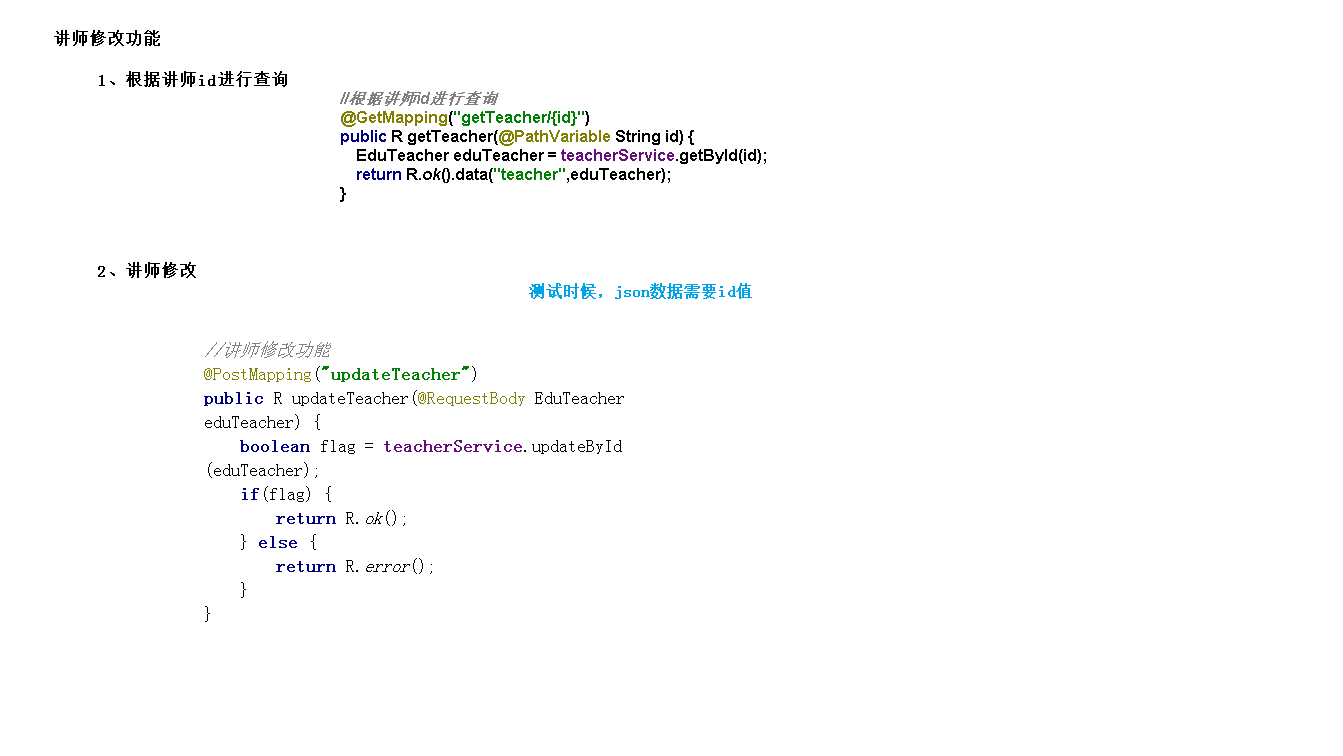 讲师修改功能
1、根据讲师id进行查询
//根据讲师id进行查询
@GetMapping("getTeacher/{id}")
public R getTeacher(@PathVariable String id) {
EduTeacher eduTeacher = teacherService.getById(id);
return R.ok().data("teacher",eduTeacher);
}
2、讲师修改
测试时候，json数据需要id值
//讲师修改功能
@PostMapping("updateTeacher")
public R updateTeacher(@RequestBody EduTeacher
eduTeacher) {
boolean flag = teacherService.updateById
(eduTeacher);
if(flag) {
return R.ok();
} else {
return R.error();
}
}